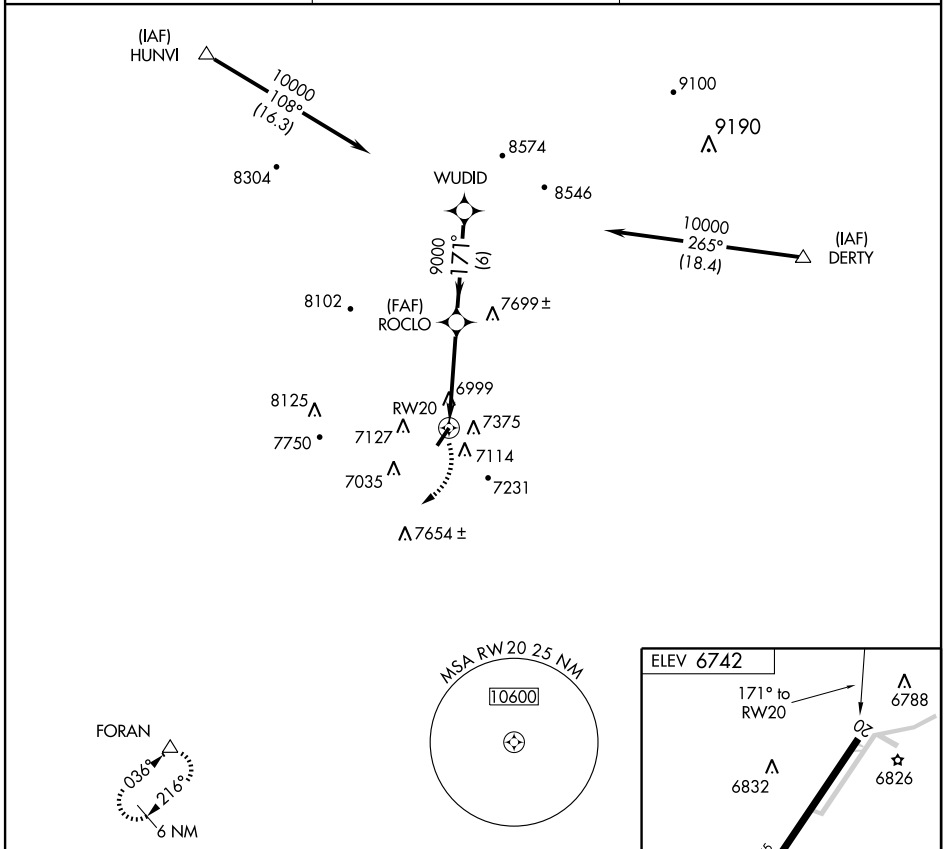 (IAF)
HUNVI
10000
108°
(16.3)
9100
9190
8574
8304
WUDID
8546
10000
265°
(18.4)
(IAF)
DERTY
9000
171°
(6)
8102
(FAF)
ROCLO
7699 ±
6999
8125
RW20
7375
7127
7750
7114
7035
7231
7654 ±
MSA RW20 25 NM
10600
FORAN
036°
216°
6 NM
ELEV 6742
171° to
RW20
6788
20
6832
6826